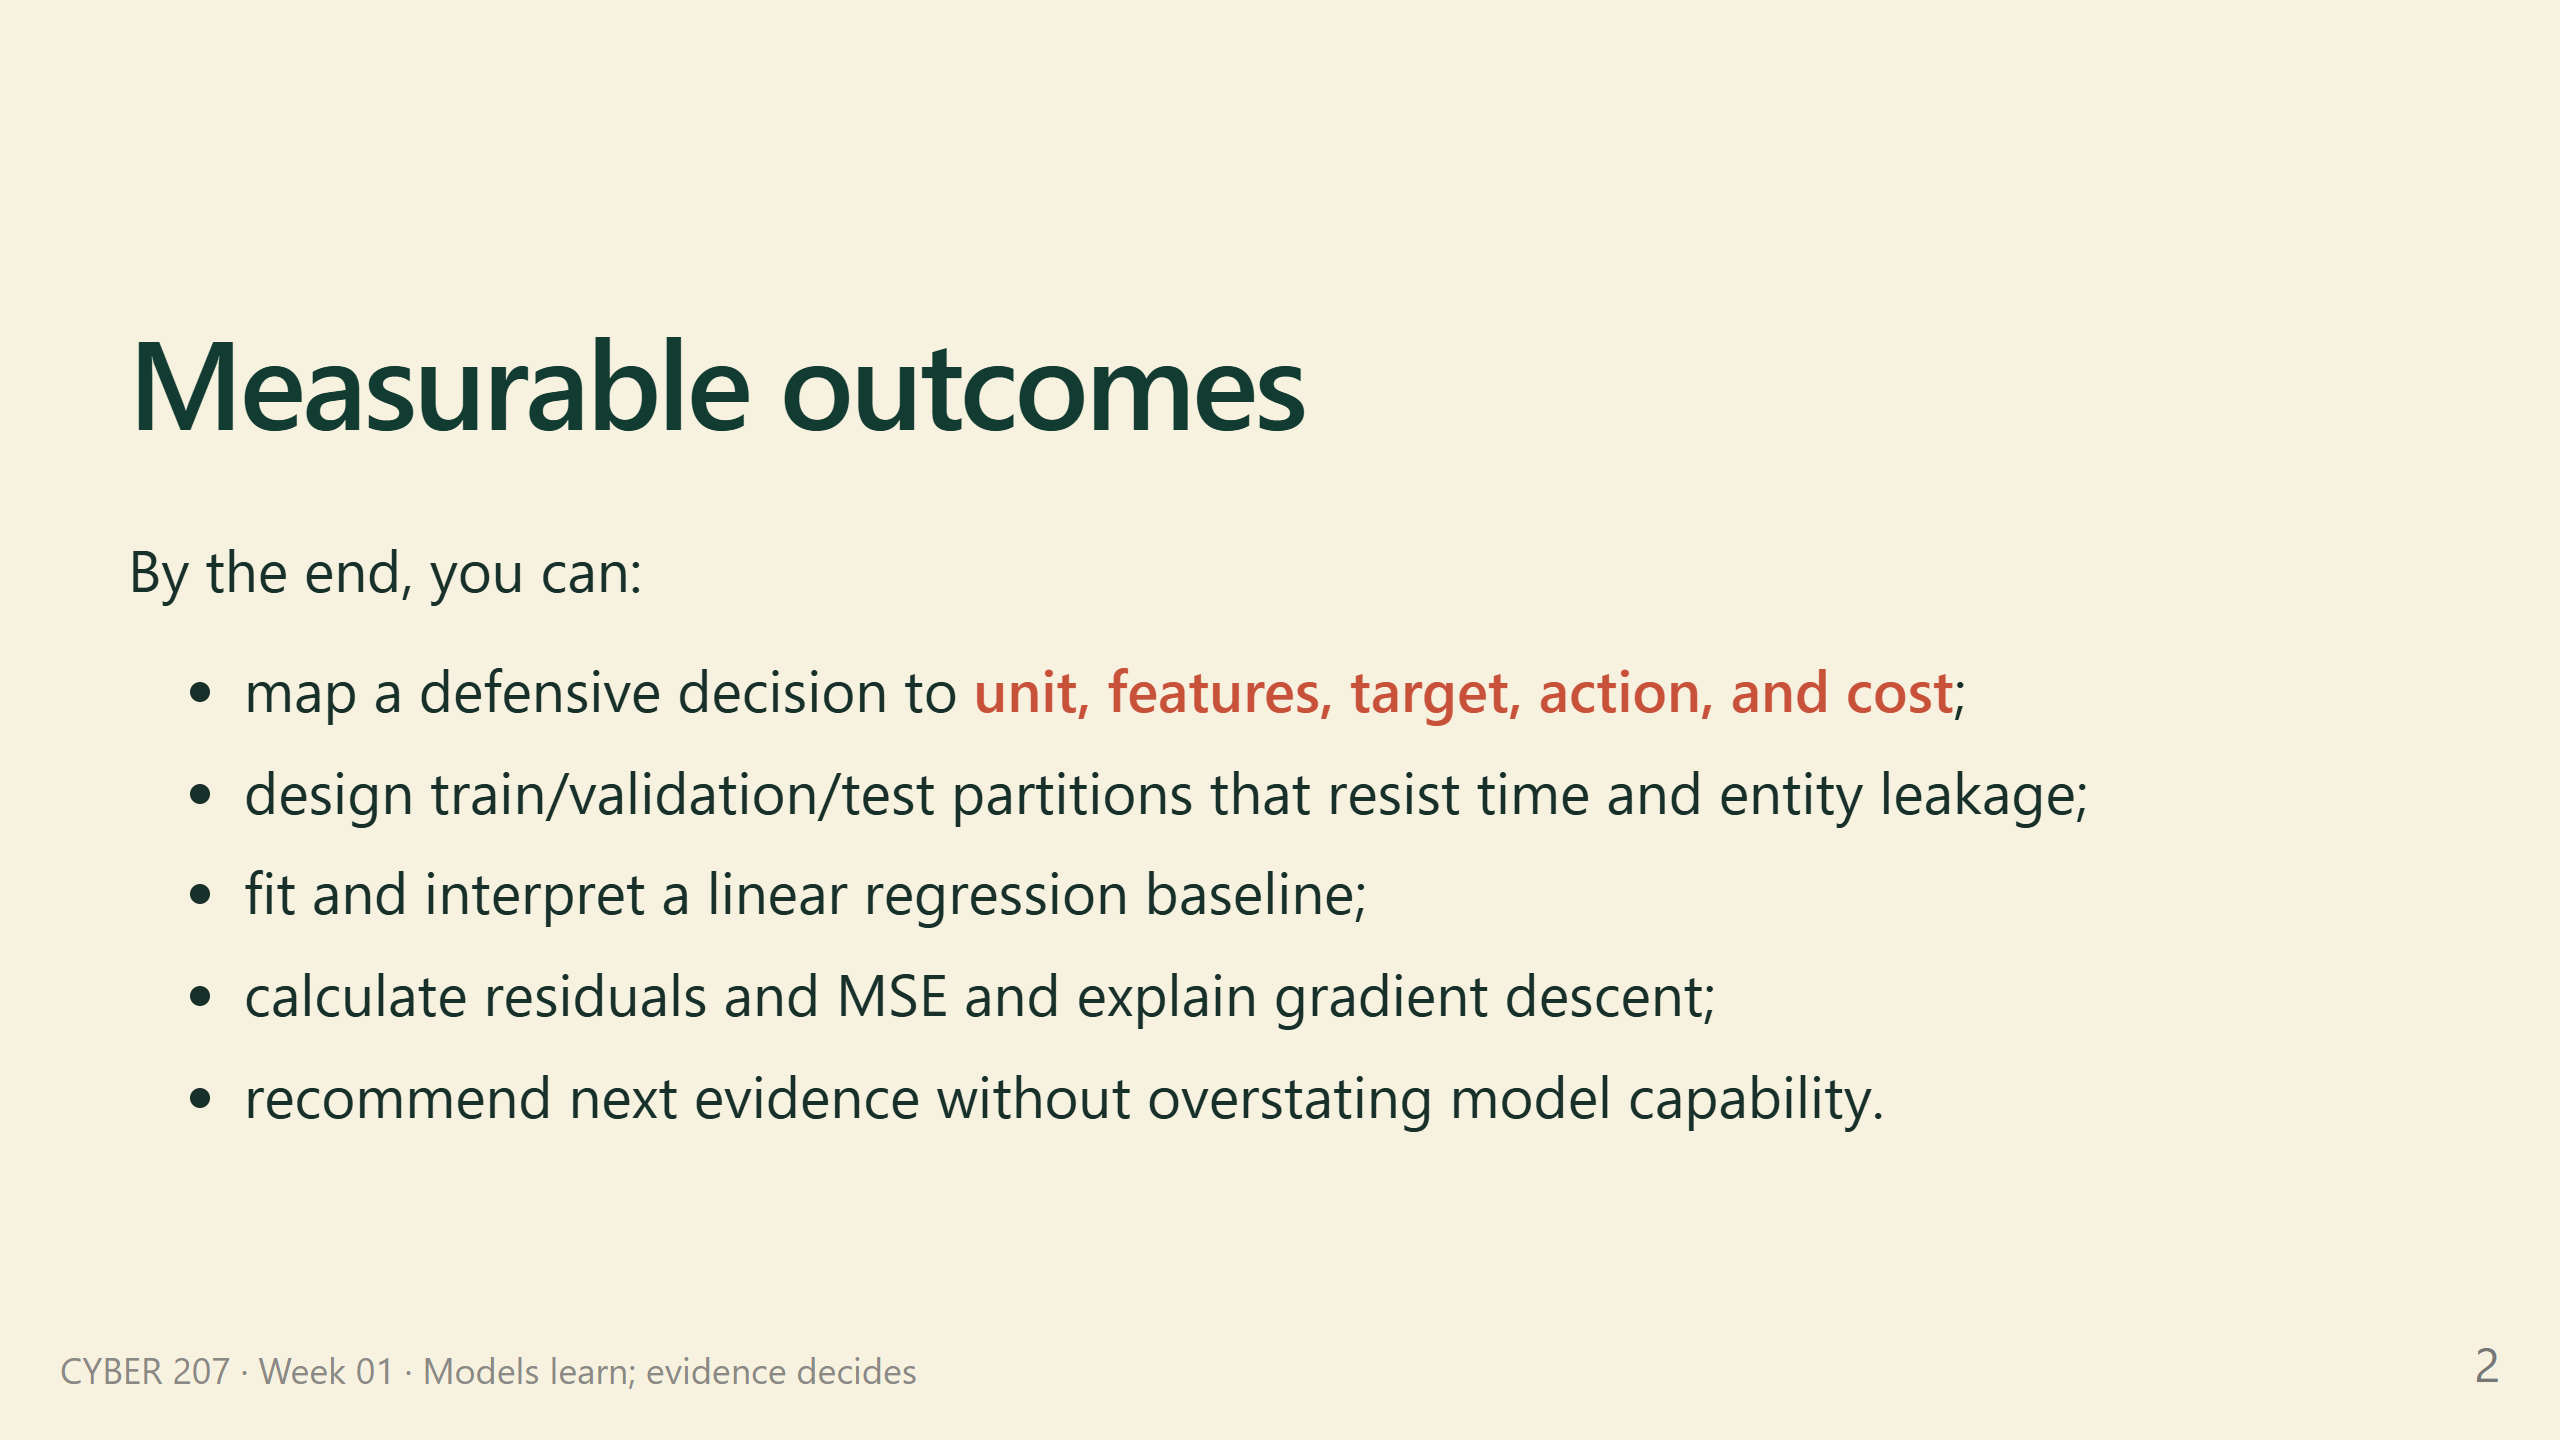 Measurable outcomes
By the end, you can:
• map a defensive decision to unit, features, target, action, and cost;
• design train/validation/test partitions that resist time and entity leakage;
• fit and interpret a linear regression baseline;
• calculate residuals and MSE and explain gradient descent;
• recommend next evidence without overstating model capability.
CYBER 207 · Week 01 · Models learn; evidence decides
2